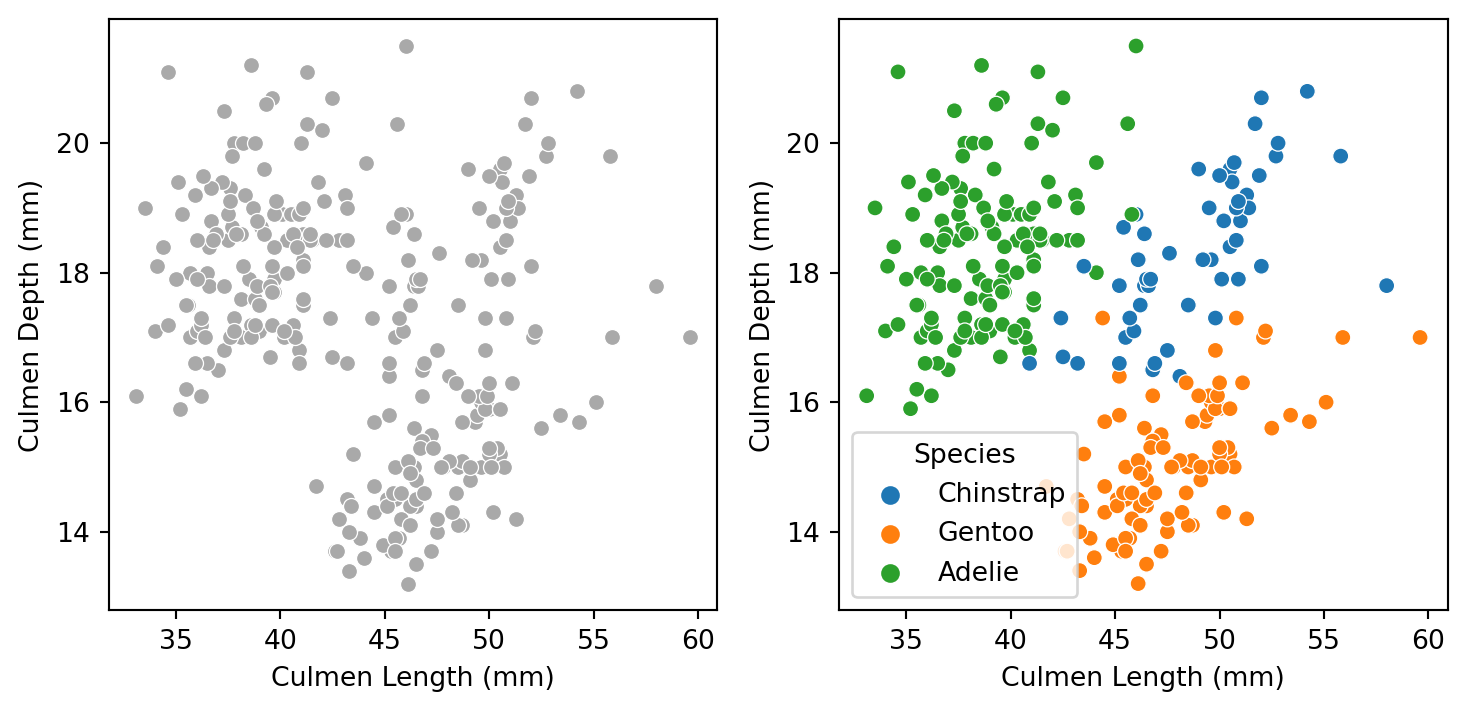 20
18
16
14
35 40 45 50 55 60
Culmen Length (mm)
Culmen Depth (mm)
20
18
16
14
35 40 45 50 55 60
Culmen Length (mm)
Culmen Depth (mm)
Species
Chinstrap
Gentoo
Adelie